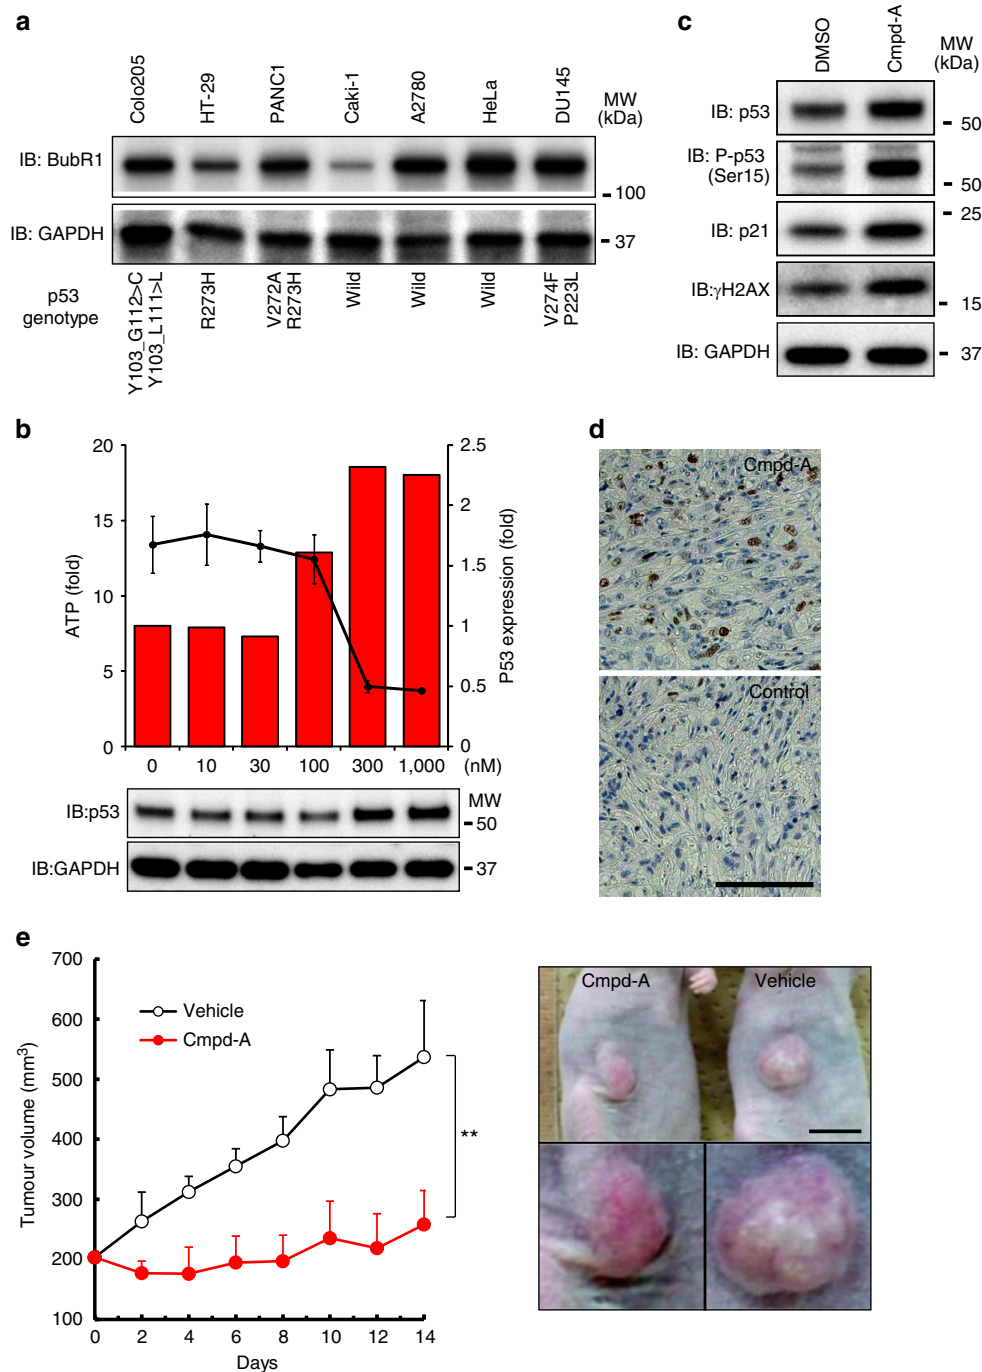 a
Colo205
HT-29
PANC1
Caki-1
A2780
HeLa
DU145
MW
(kDa)
IB: BubR1
100
IB: GAPDH
37
p53
genotype
Y103_G112>C
Y103_L111>L
R273H
V272A
R273H
Wild
Wild
Wild
V274F
P223L
b
20
15
10
5
0
ATP (fold)
2.5
2
1.5
1
0.5
0
P53 expression (fold)
0 10 30 100 300 1,000 (nM)
IB:p53
MW
50
IB:GAPDH
37
c
DMSO
Cmpd-A
MW
(kDa)
IB: p53
50
IB: P-p53
(Ser15)
50
25
IB: p21
IB:γH2AX
15
IB: GAPDH
37
d
Cmpd-A
Control
e
700
600
500
400
300
200
100
Tumour volume (mm³)
Vehicle
Cmpd-A
**
0 2 4 6 8 10 12 14
Days
Cmpd-A
Vehicle